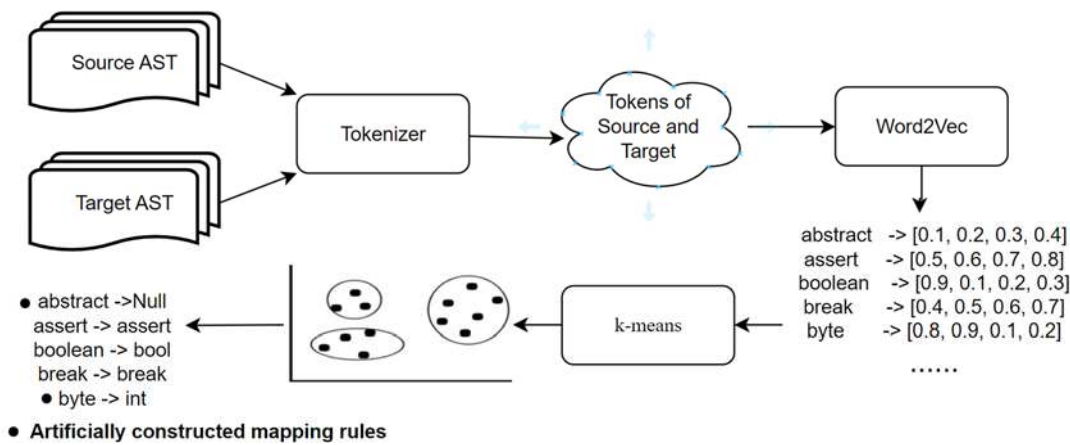 Source AST
Target AST
Tokenizer
Tokens of
Source and
Target
Word2Vec
abstract -> [0.1, 0.2, 0.3, 0.4]
assert -> [0.5, 0.6, 0.7, 0.8]
boolean -> [0.9, 0.1, 0.2, 0.3]
break -> [0.4, 0.5, 0.6, 0.7]
byte -> [0.8, 0.9, 0.1, 0.2]
......
k-means
● abstract ->Null
assert -> assert
boolean -> bool
break -> break
● byte -> int
● Artificially constructed mapping rules